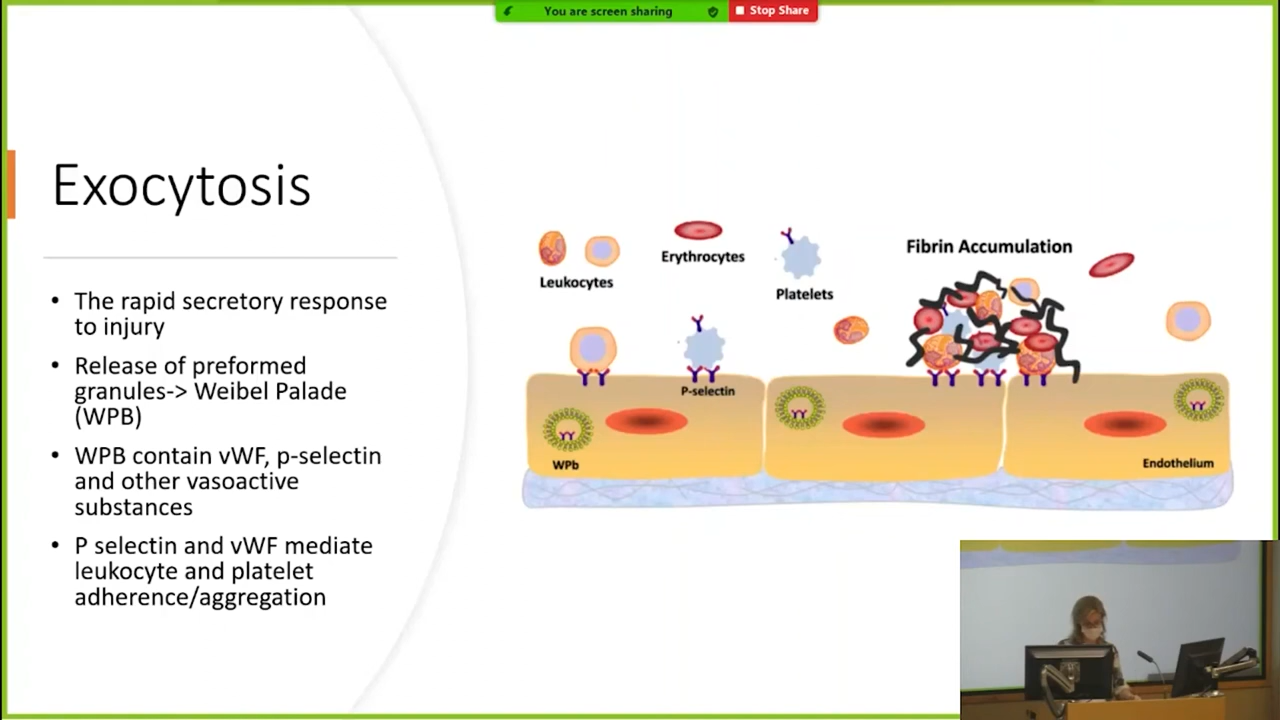 You are screen sharing
Stop Share
Exocytosis
• The rapid secretory response
to injury
• Release of preformed
granules-> Weibel Palade
(WPB)
• WPB contain vWF, p-selectin
and other vasoactive
substances
• P selectin and vWF mediate
leukocyte and platelet
adherence/aggregation
Leukocytes
Erythrocytes
Platelets
Fibrin Accumulation
P-selectin
WPb
Endothelium